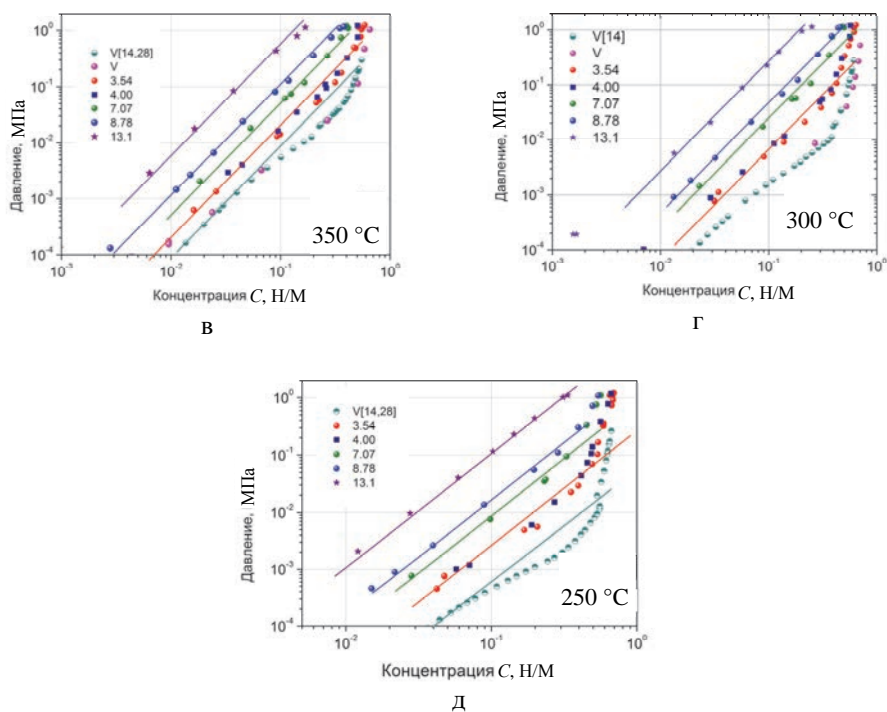 10⁰
10⁻¹
10⁻²
10⁻³
10⁻⁴
Давление, МПа
V[14,28]
V
3.54
4.00
7.07
8.78
13.1
350 °C
10⁻³
10⁻²
10⁻¹
10⁰
Концентрация C, H/M
в
10⁰
10⁻¹
10⁻²
10⁻³
10⁻⁴
Давление, МПа
V[14]
V
3.54
4.00
7.07
8.78
13.1
300 °C
10⁻³
10⁻²
10⁻¹
10⁰
Концентрация C, H/M
г
10⁰
10⁻¹
10⁻²
10⁻³
10⁻⁴
Давление, МПа
V[14,28]
3.54
4.00
7.07
8.78
13.1
250 °C
10⁻²
10⁻¹
10⁰
Концентрация C, H/M
д